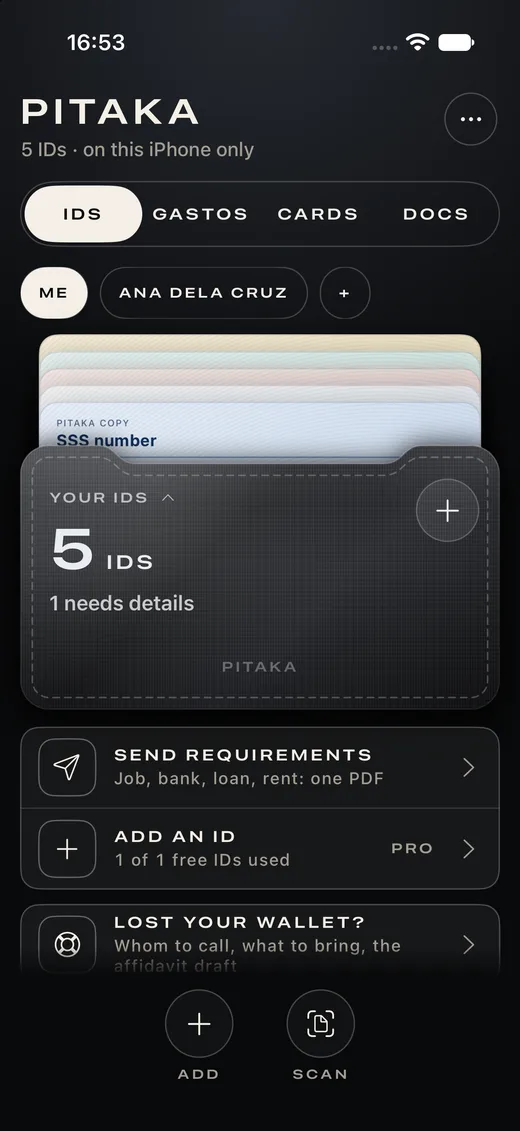 16:53
PITAKA
5 IDs · on this iPhone only
IDS GASTOS CARDS DOCS
ME ANA DELA CRUZ +
PITAKA COPY
SSS number
YOUR IDS
5 IDS
1 needs details
PITAKA
SEND REQUIREMENTS
Job, bank, loan, rent: one PDF
ADD AN ID
1 of 1 free IDs used
PRO
LOST YOUR WALLET?
Whom to call, what to bring, the
affidavit draft
ADD SCAN